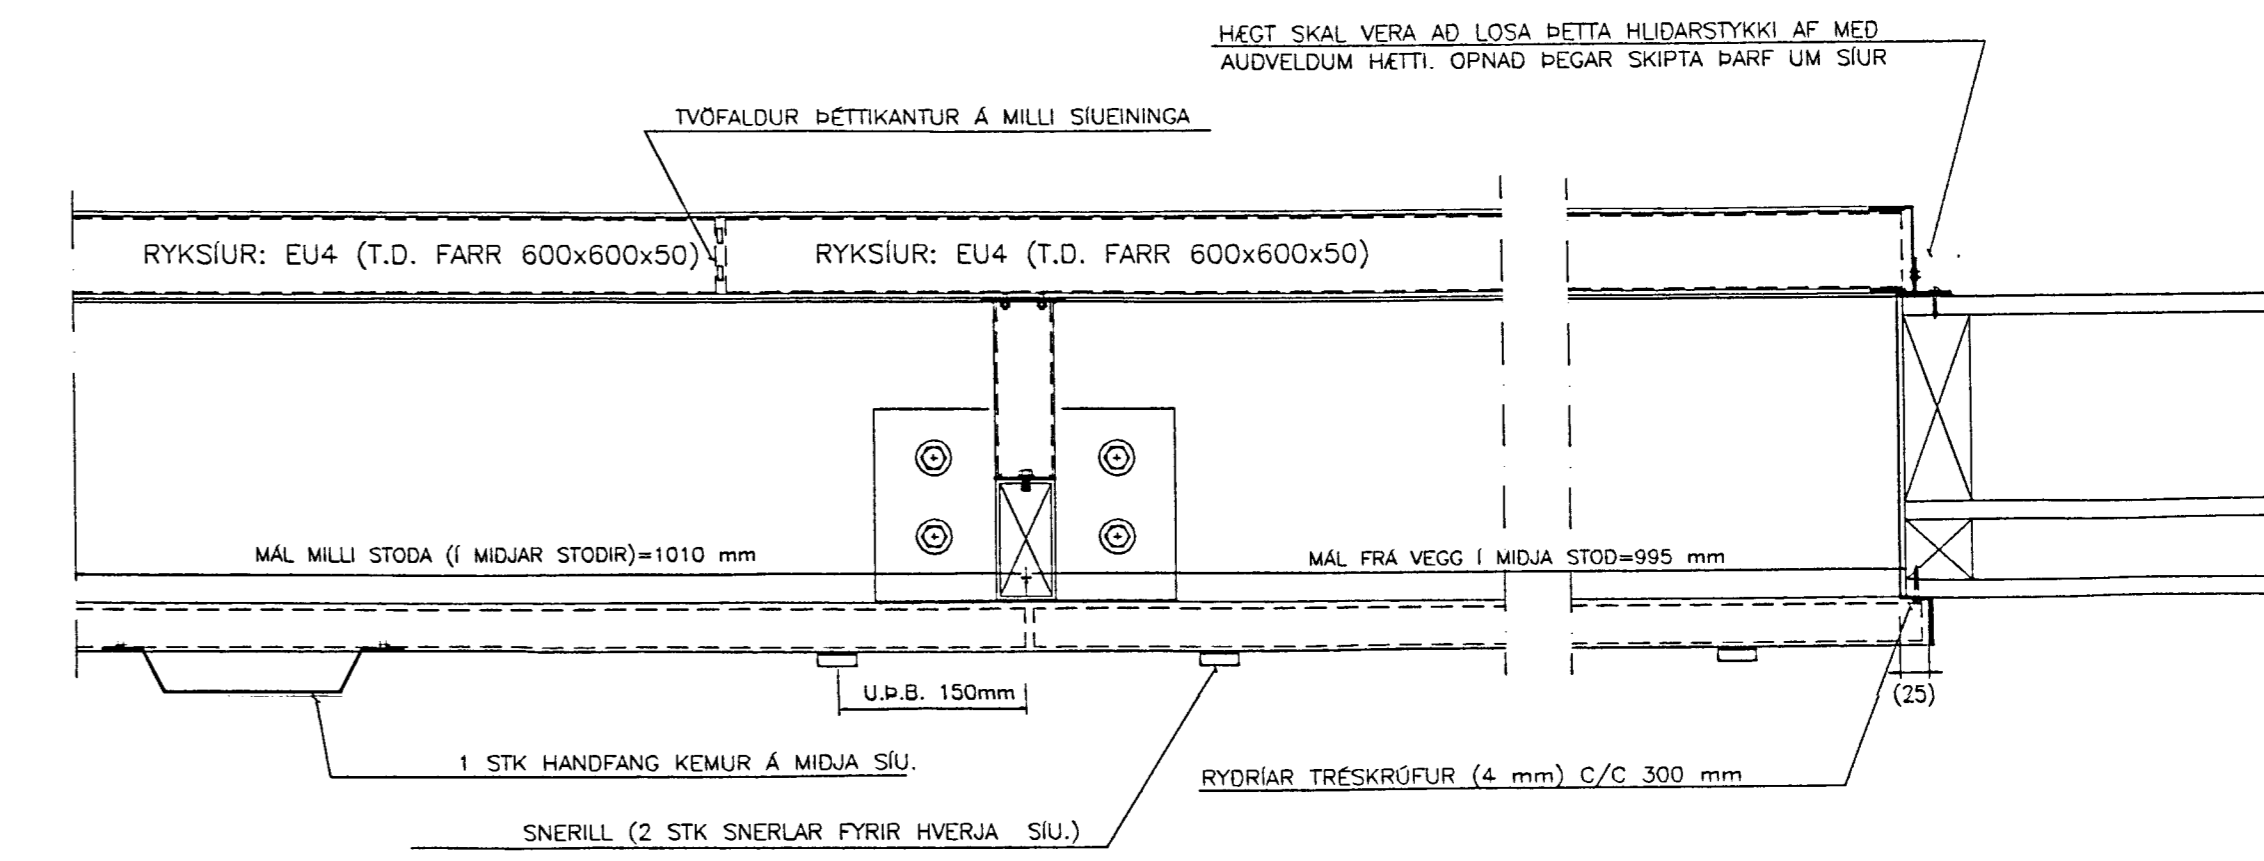 HÆGT SKAL VERA AÐ LOSA ÞETTA HLIÐARSTYKKI AF MEÐ
AUÐVELDUM HÆTTI. OPNAÐ ÞEGAR SKIPTA ÞARF UM SÍUR
TVÖFALDUR ÞÉTTIKANTUR Á MILLI SÍUEININGA
RYKSÍUR: EU4 (T.D. FARR 600x600x50)
RYKSÍUR: EU4 (T.D. FARR 600x600x50)
MÁL MILLI STOÐA (Í MIÐJAR STOÐIR)=1010 mm
MÁL FRÁ VEGG Í MIÐJA STOÐ=995 mm
U.Þ.B. 150mm
(25)
1 STK HANDFANG KEMUR Á MIÐJA SÍU.
RYÐFRÍAR TRÉSKRÚFUR (4 mm) C/C 300 mm
SNERILL (2 STK SNERLAR FYRIR HVERJA SÍU.)